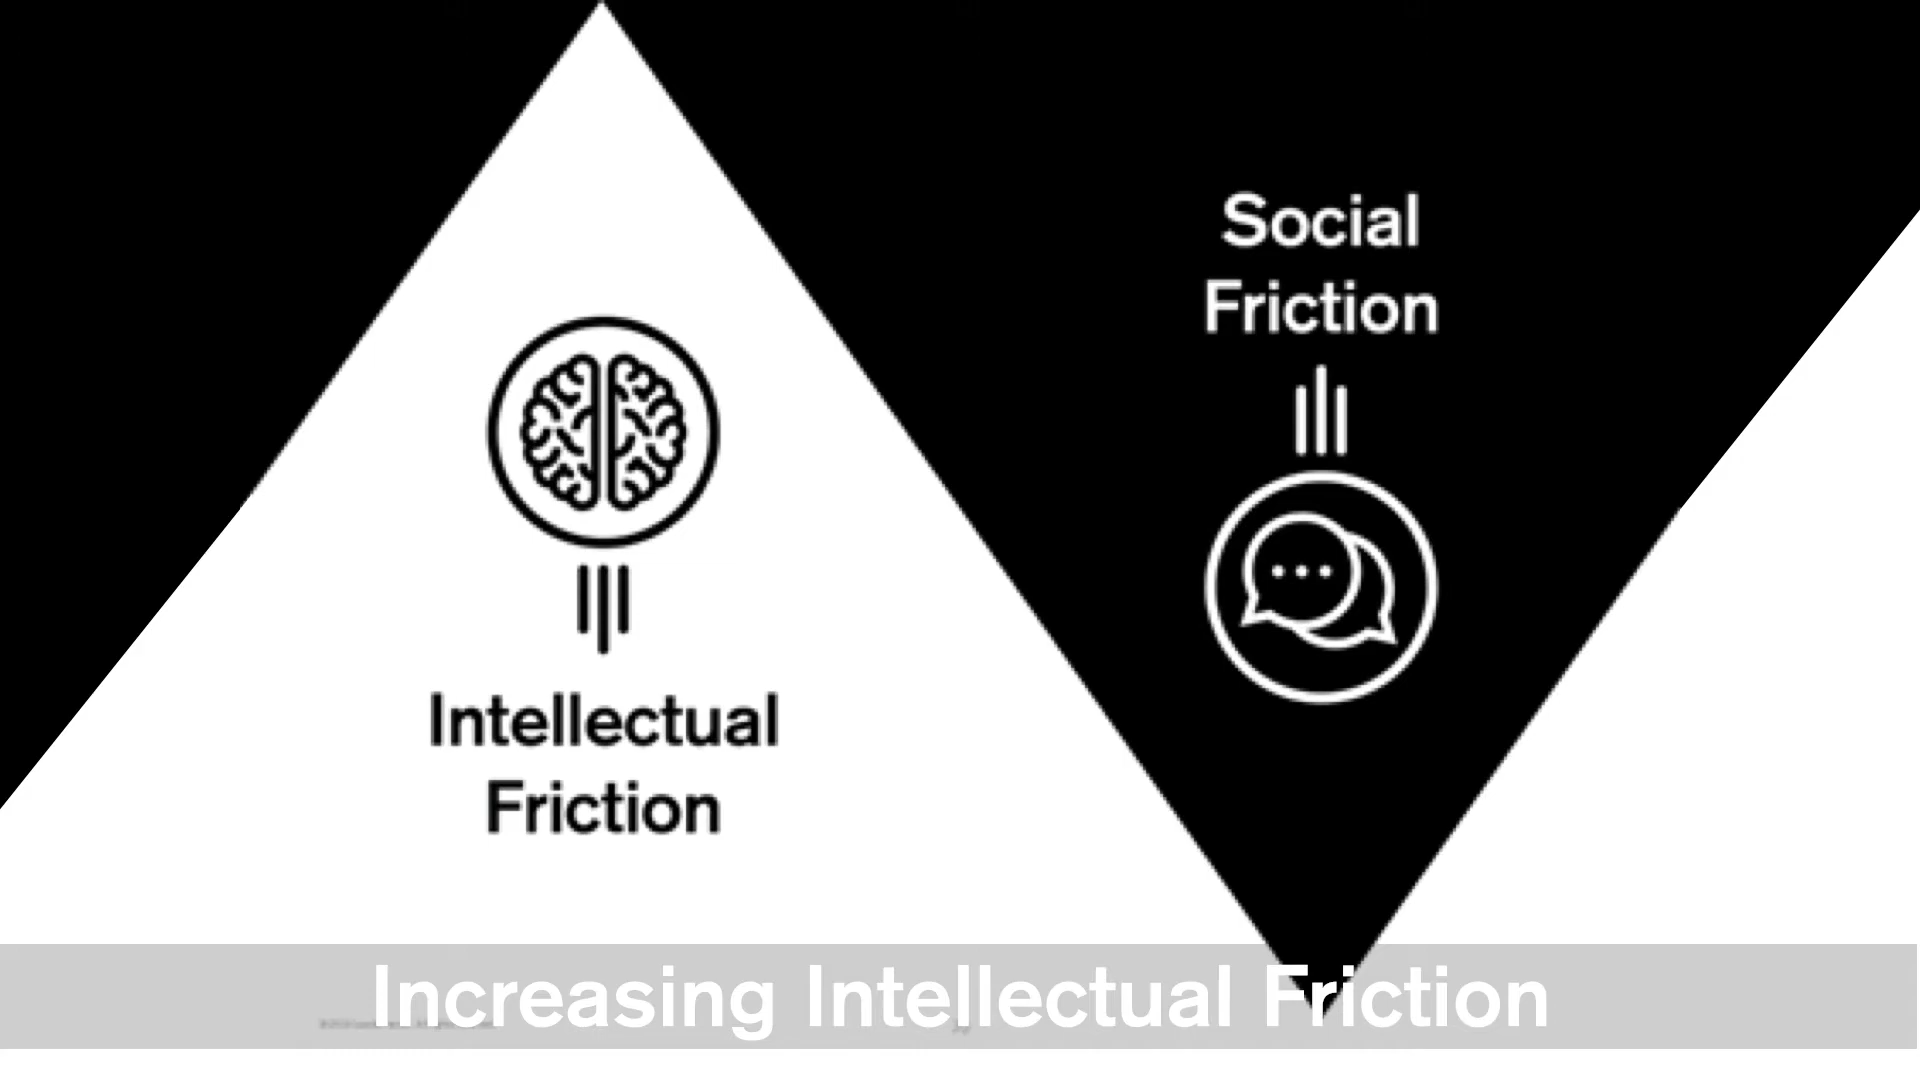 Social
Friction
Intellectual
Friction
Increasing Intellectual Friction